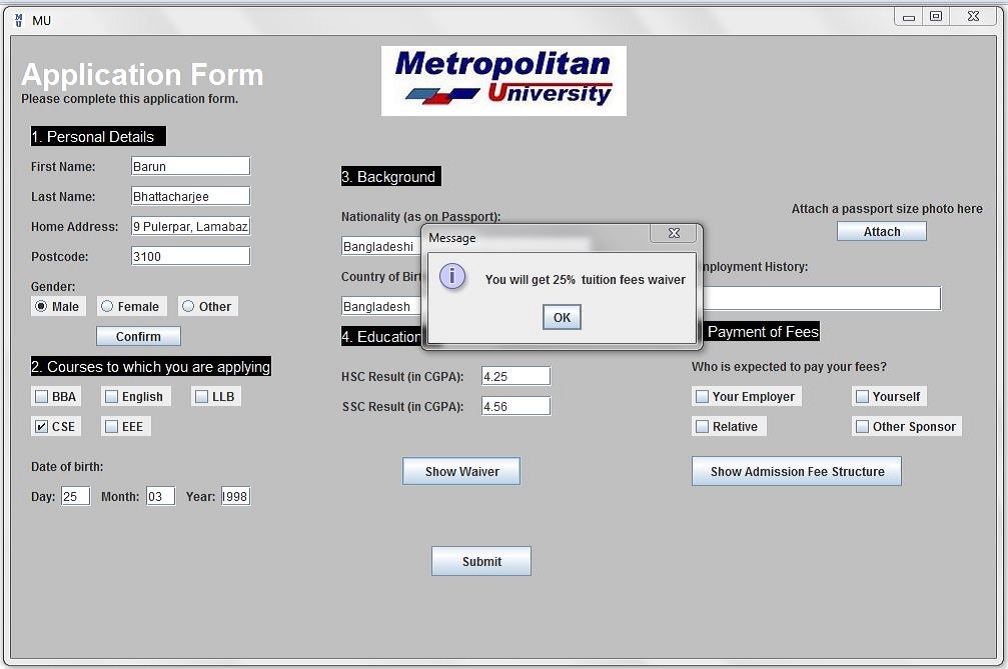 MU
Application Form
Please complete this application form.
Metropolitan
University
1. Personal Details
First Name: Barun
Last Name: Bhattacharjee
Home Address: 9 Pulerpar, Lamabaz
Postcode: 3100
Gender:
Male Female Other
Confirm
2. Courses to which you are applying
BBA English LLB
CSE EEE
Date of birth:
Day: 25 Month: 03 Year: 1998
3. Background
Nationality (as on Passport):
Bangladeshi
Country of
Bangladesh
4. Education
HSC Result (in CGPA): 4.25
SSC Result (in CGPA): 4.56
Show Waiver
Submit
Message
You will get 25% tuition fees waiver
OK
Attach a passport size photo here
Attach
History:
Payment of Fees
Who is expected to pay your fees?
Your Employer Yourself
Relative Other Sponsor
Show Admission Fee Structure